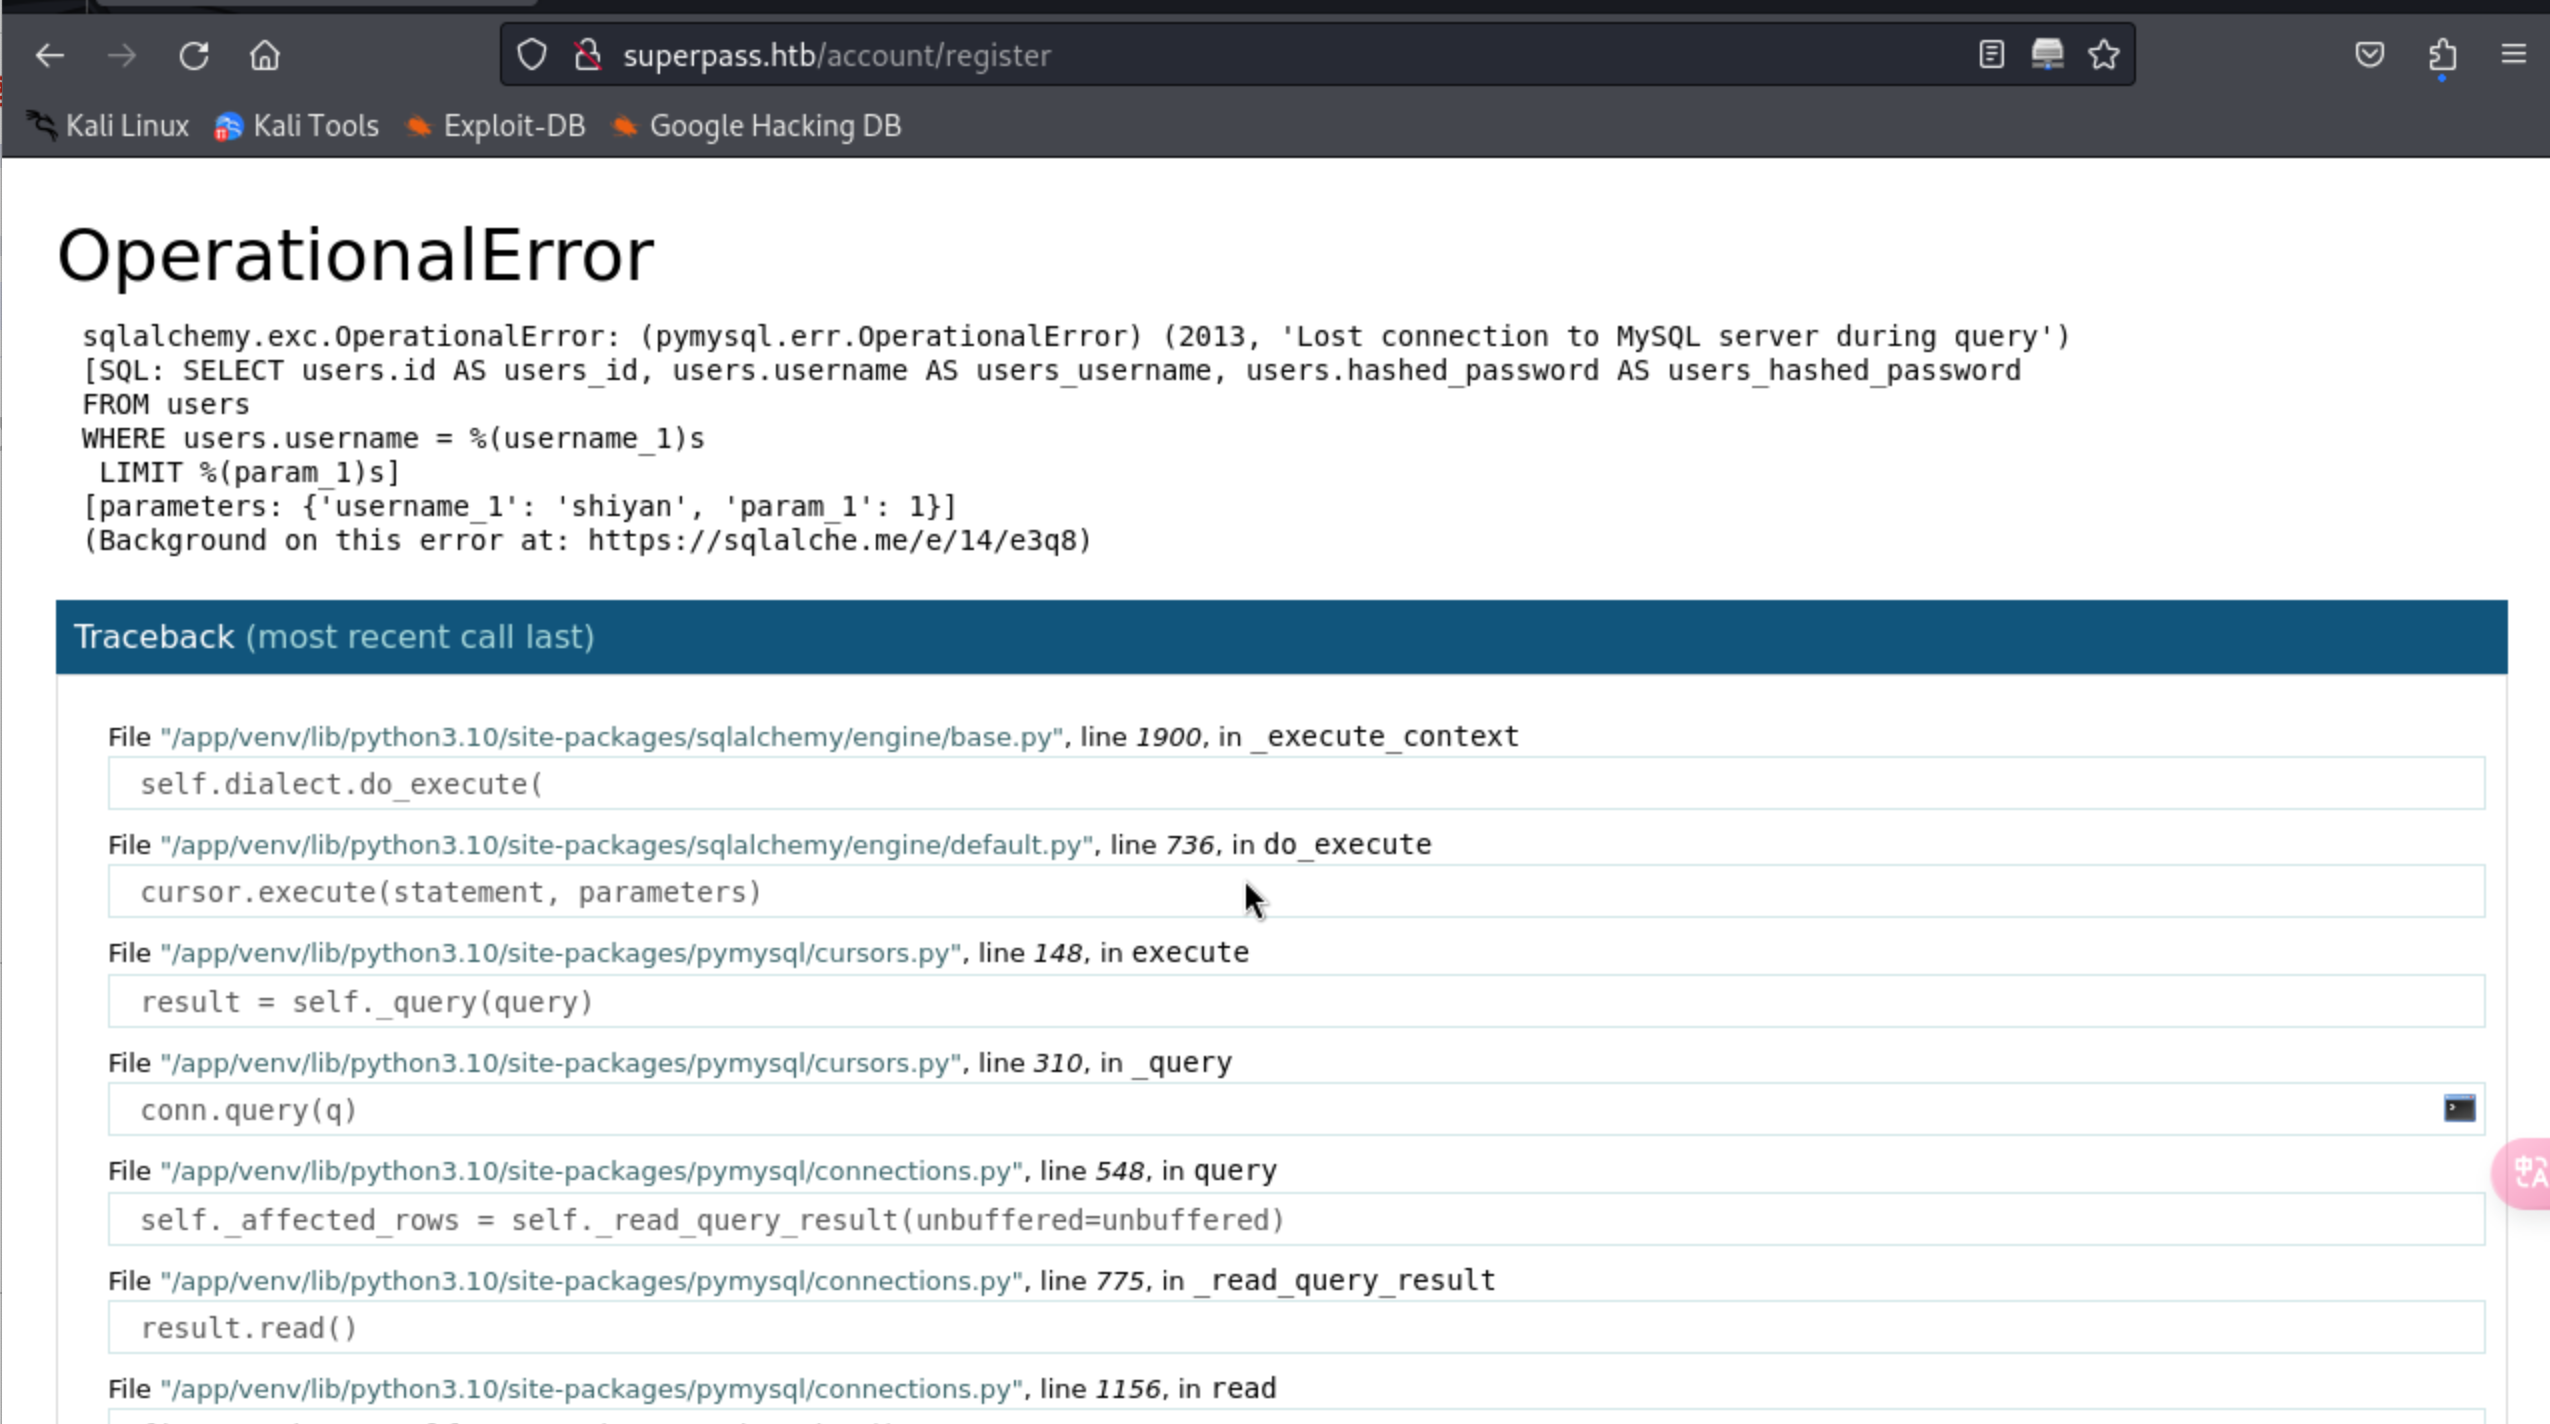 superpass.htb/account/register
Kali Linux Kali Tools Exploit-DB Google Hacking DB
OperationalError
sqlalchemy.exc.OperationalError: (pymysql.err.OperationalError) (2013, 'Lost connection to MySQL server during query')
[SQL: SELECT users.id AS users_id, users.username AS users_username, users.hashed_password AS users_hashed_password
FROM users
WHERE users.username = %(username_1)s
 LIMIT %(param_1)s]
[parameters: {'username_1': 'shiyan', 'param_1': 1}]
(Background on this error at: https://sqlalche.me/e/14/e3q8)
Traceback (most recent call last)
File "/app/venv/lib/python3.10/site-packages/sqlalchemy/engine/base.py", line 1900, in _execute_context
self.dialect.do_execute(
File "/app/venv/lib/python3.10/site-packages/sqlalchemy/engine/default.py", line 736, in do_execute
cursor.execute(statement, parameters)
File "/app/venv/lib/python3.10/site-packages/pymysql/cursors.py", line 148, in execute
result = self._query(query)
File "/app/venv/lib/python3.10/site-packages/pymysql/cursors.py", line 310, in _query
conn.query(q)
File "/app/venv/lib/python3.10/site-packages/pymysql/connections.py", line 548, in query
self._affected_rows = self._read_query_result(unbuffered=unbuffered)
File "/app/venv/lib/python3.10/site-packages/pymysql/connections.py", line 775, in _read_query_result
result.read()
File "/app/venv/lib/python3.10/site-packages/pymysql/connections.py", line 1156, in read